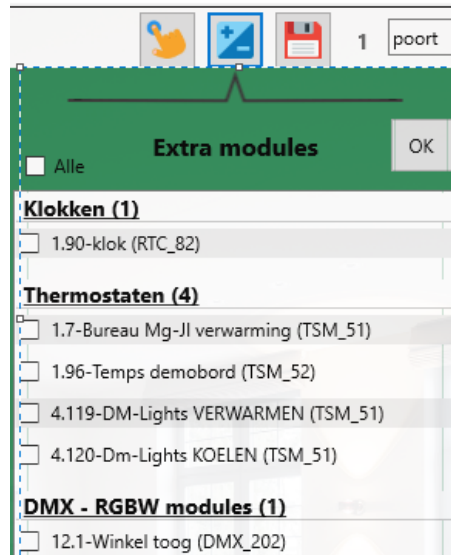 1 poort
Extra modules
OK
Alle
Klokken (1)
1.90-klok (RTC_82)
Thermostaten (4)
1.7-Bureau Mg-Jl verwarming (TSM_51)
1.96-Temps demobord (TSM_52)
4.119-DM-Lights VERWARMEN (TSM_51)
4.120-Dm-Lights KOELEN (TSM_51)
DMX - RGBW modules (1)
12.1-Winkel toog (DMX_202)